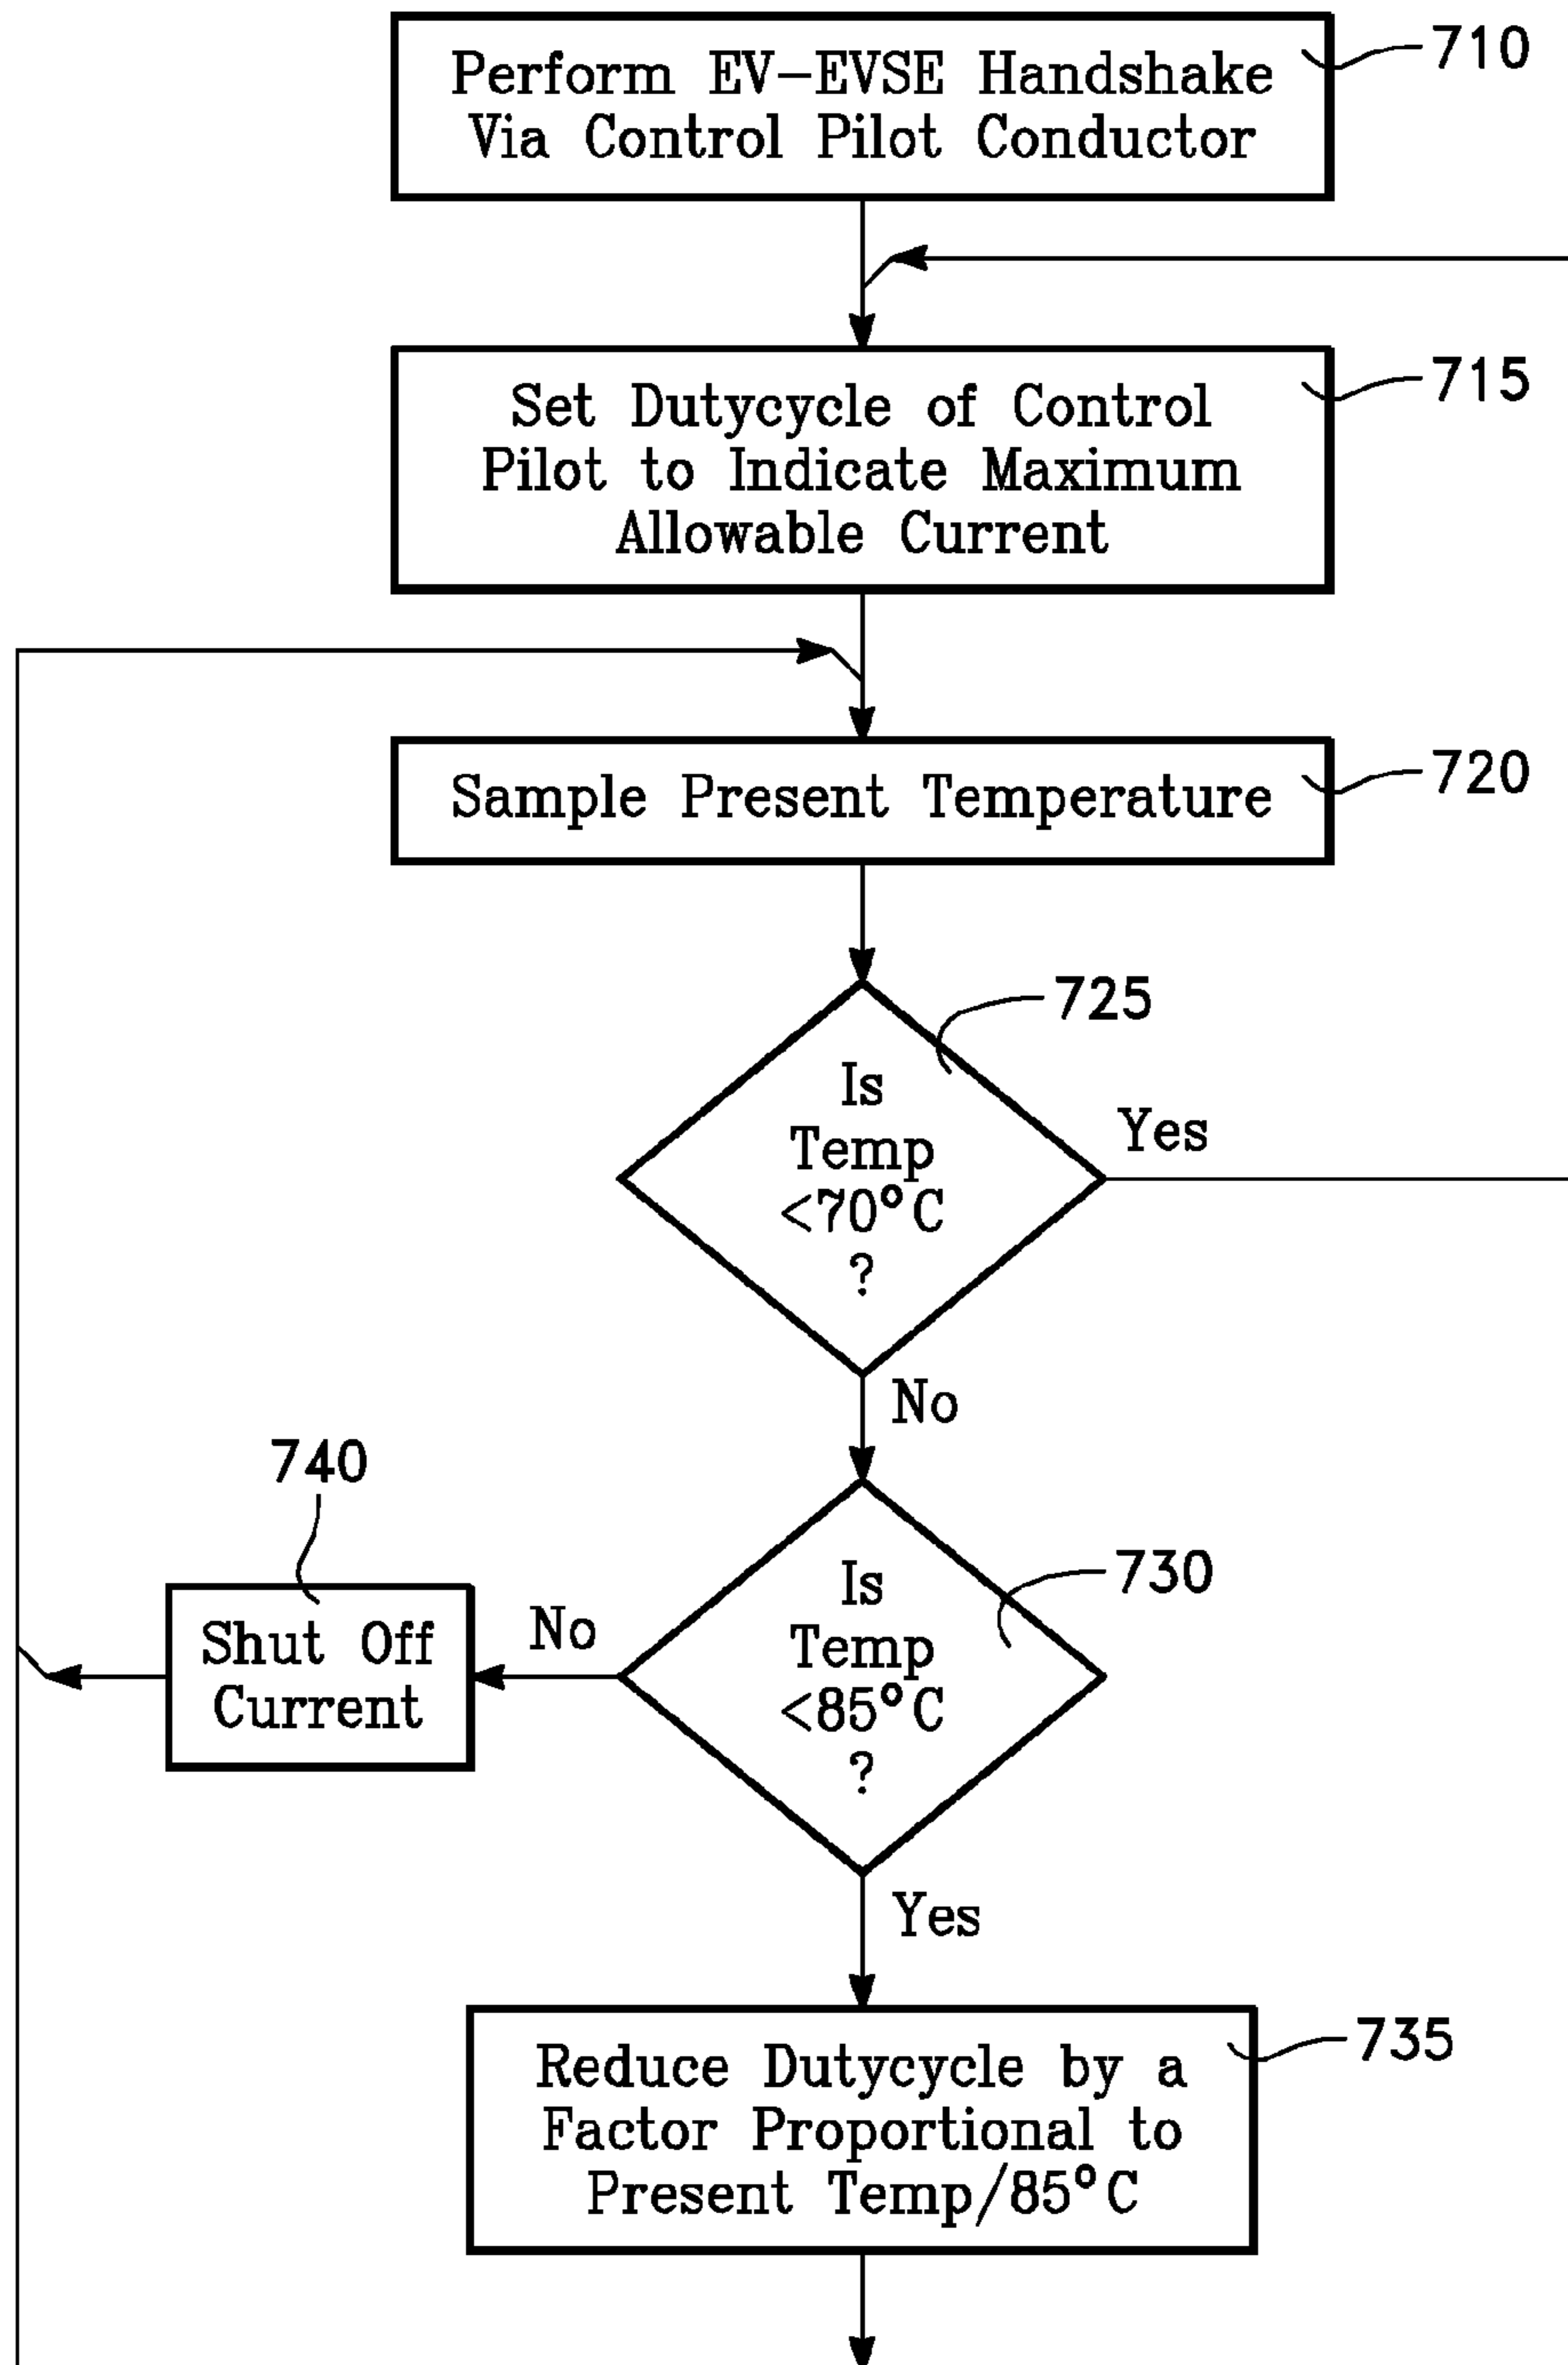 Perform EV-EVSE Handshake
Via Control Pilot Conductor
710
Set Dutycycle of Control
Pilot to Indicate Maximum
Allowable Current
715
Sample Present Temperature
720
725
Is
Temp
<70°C
?
Yes
No
740
Shut Off
Current
No
730
Is
Temp
<85°C
?
Yes
735
Reduce Dutycycle by a
Factor Proportional to
Present Temp/85°C